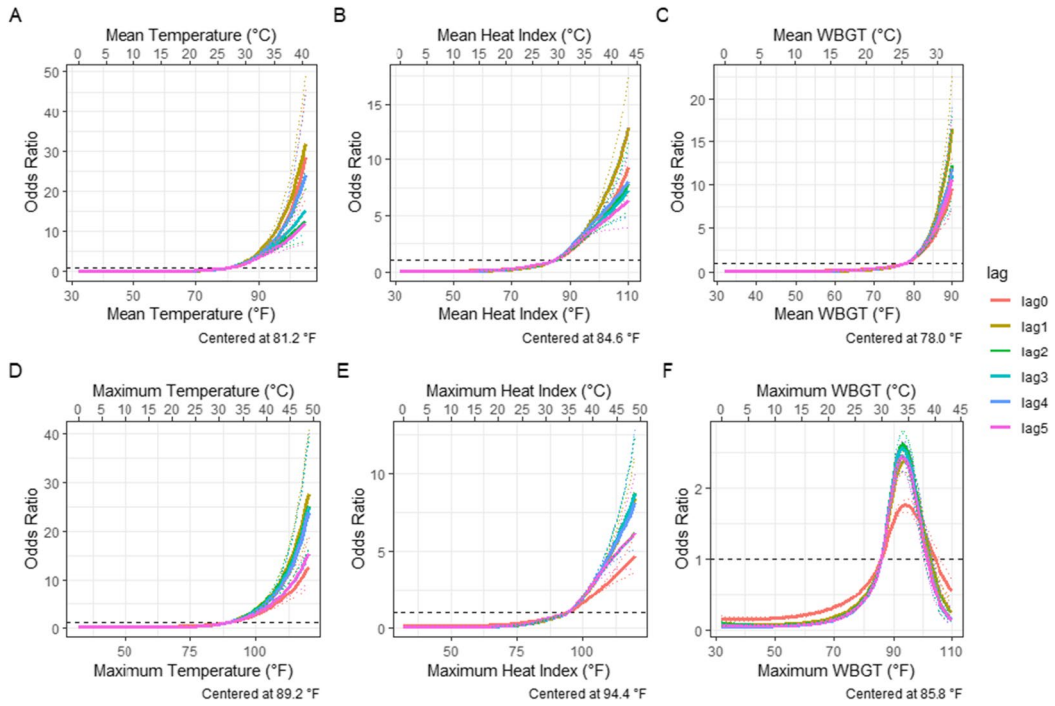 A
Mean Temperature (°C)
0 5 10 15 20 25 30 35 40
50
40
30
20
10
0
Odds Ratio
30 50 70 90
Mean Temperature (°F)
Centered at 81.2 °F
B
Mean Heat Index (°C)
0 5 10 15 20 25 30 35 40 45
15
10
5
0
Odds Ratio
30 50 70 90 110
Mean Heat Index (°F)
Centered at 84.6 °F
C
Mean WBGT (°C)
0 5 10 15 20 25 30
20
15
10
5
0
Odds Ratio
30 40 50 60 70 80 90
Mean WBGT (°F)
Centered at 78.0 °F
D
Maximum Temperature (°C)
0 5 10 15 20 25 30 35 40 45 50
40
30
20
10
0
Odds Ratio
50 75 100
Maximum Temperature (°F)
Centered at 89.2 °F
E
Maximum Heat Index (°C)
0 5 10 15 20 25 30 35 40 45 50
10
5
0
Odds Ratio
50 75 100
Maximum Heat Index (°F)
Centered at 94.4 °F
F
Maximum WBGT (°C)
0 5 10 15 20 25 30 35 40 45
2
1
0
Odds Ratio
30 50 70 90 110
Maximum WBGT (°F)
Centered at 85.8 °F
lag
lag0
lag1
lag2
lag3
lag4
lag5